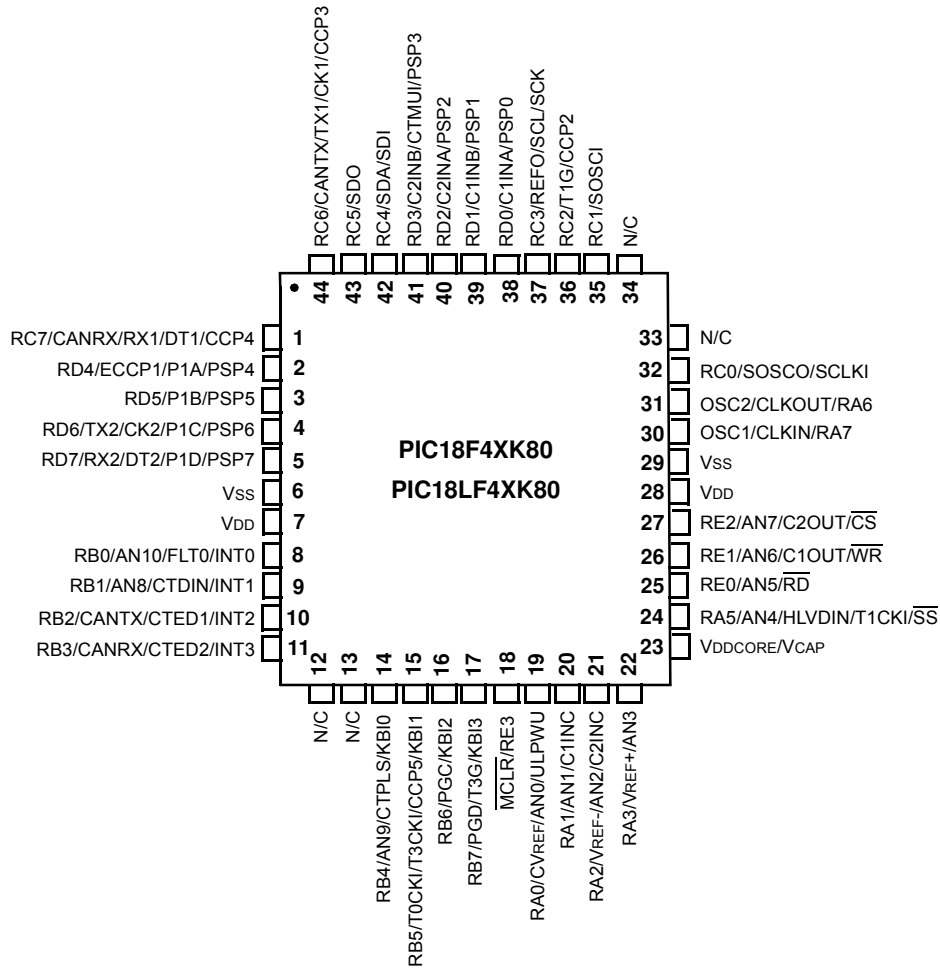 RC6/CANTX/TX1/CK1/CCP3
RC5/SDO
RC4/SDA/SDI
RD3/C2INB/CTMUI/PSP3
RD2/C2INA/PSP2
RD1/C1INB/PSP1
RD0/C1INA/PSP0
RC3/REFO/SCL/SCK
RC2/T1G/CCP2
RC1/SOSCI
N/C
44
43
42
41
40
39
38
37
36
35
34
RC7/CANRX/RX1/DT1/CCP4 1
RD4/ECCP1/P1A/PSP4 2
RD5/P1B/PSP5 3
RD6/TX2/CK2/P1C/PSP6 4
RD7/RX2/DT2/P1D/PSP7 5
VSS 6
VDD 7
RB0/AN10/FLT0/INT0 8
RB1/AN8/CTDIN/INT1 9
RB2/CANTX/CTED1/INT2 10
RB3/CANRX/CTED2/INT3 11
PIC18F4XK80
PIC18LF4XK80
33 N/C
32 RC0/SOSCO/SCLKI
31 OSC2/CLKOUT/RA6
30 OSC1/CLKIN/RA7
29 VSS
28 VDD
27 RE2/AN7/C2OUT/CS
26 RE1/AN6/C1OUT/WR
25 RE0/AN5/RD
24 RA5/AN4/HLVDIN/T1CKI/SS
23 VDDCORE/VCAP
12
13
14
15
16
17
18
19
20
21
22
N/C
N/C
RB4/AN9/CTPLS/KBI0
RB5/T0CKI/T3CKI/CCP5/KBI1
RB6/PGC/KBI2
RB7/PGD/T3G/KBI3
MCLR/RE3
RA0/CVREF/AN0/ULPWU
RA1/AN1/C1INC
RA2/VREF-/AN2/C2INC
RA3/VREF+/AN3